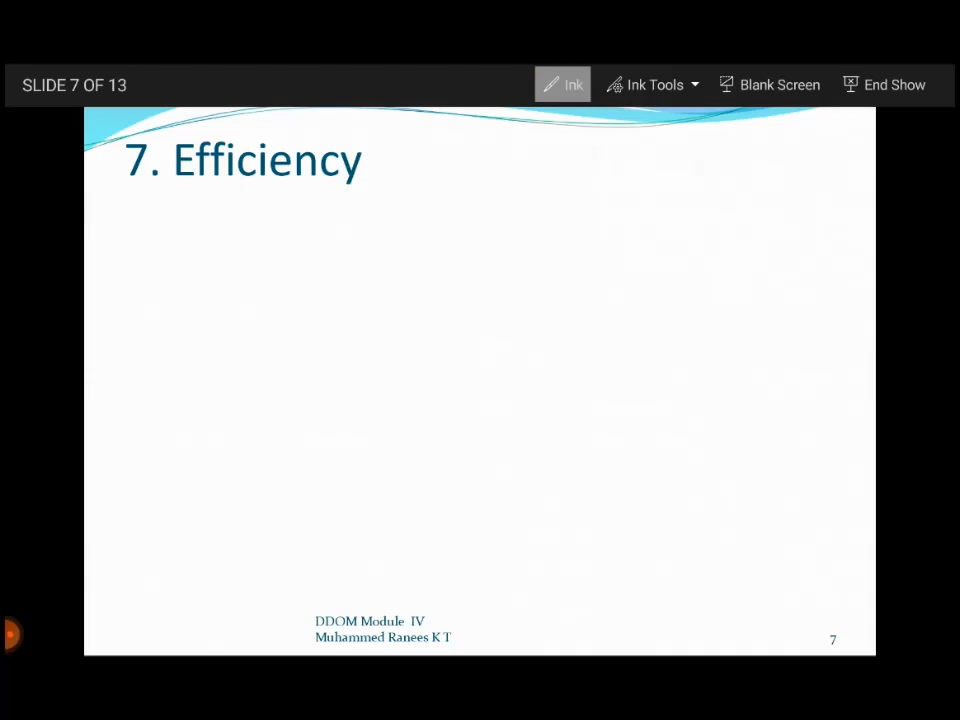 SLIDE 7 OF 13
Ink
Ink Tools
Blank Screen
End Show
7. Efficiency
DDOM Module IV
Muhammed Ranees K T
7